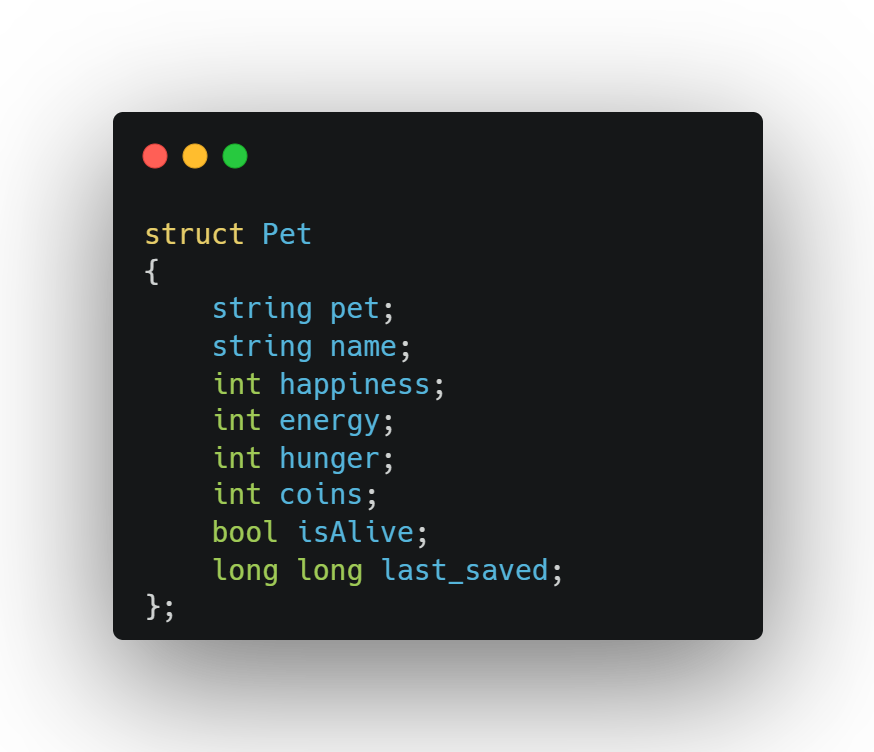 struct Pet
{
    string pet;
    string name;
    int happiness;
    int energy;
    int hunger;
    int coins;
    bool isAlive;
    long long last_saved;
};